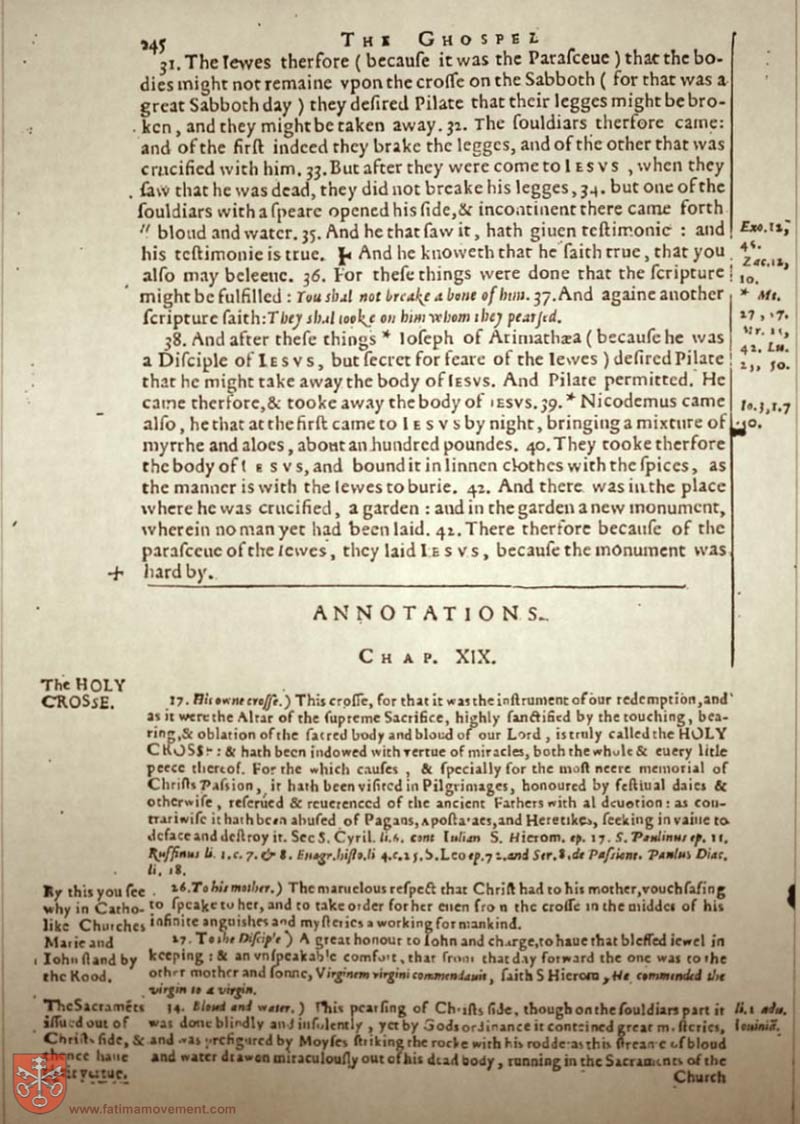 245
THE GHOSPEL
31. The Iewes therfore ( becauſe it was the Paraſceue ) that the bo-
dies might not remaine vpon the croſſe on the Sabboth ( for that was a
great Sabboth day ) they deſired Pilate that their legges might be bro-
ken, and they might be taken away. 32. The ſouldiars therfore came:
and of the firſt indeed they brake the legges, and of the other that was
crucified with him. 33. But after they were come to IESVS , when they
ſaw that he was dead, they did not breake his legges, 34. but one of the
ſouldiars with a ſpeare opened his ſide, & incontinent there came forth
" bloud and water. 35. And he that ſaw it, hath giuen teſtimonie : and
his teſtimonie is true. And he knoweth that he ſaith true, that you
alſo may beleeue. 36. For theſe things were done that the ſcripture
might be fulfilled : You shal not breake a bone of him. 37. And againe another
ſcripture ſaith: They shal looke on him whom they pearſed.
38. And after theſe things * Ioſeph of Arimathæa ( becauſe he was
a Diſciple of IESVS, but ſecret for feare of the Iewes ) deſired Pilate
that he might take away the body of IESVS. And Pilate permitted. He
came therfore, & tooke away the body of IESVS. 39. * Nicodemus came
alſo, he that at the firſt came to IESVS by night, bringing a mixture of
myrrhe and aloes, about an hundred poundes. 40. They tooke therfore
the body of IESVS, and bound it in linnen clothes with the ſpices, as
the manner is with the Iewes to burie. 42. And there was in the place
where he was crucified, a garden : and in the garden a new monument,
wherein no man yet had been laid. 42. There therfore becauſe of the
paraſceue of the Iewes, they laid IESVS, becauſe the monument was
hard by.
Exo. 12,
46.
Zac. 12,
10.
* Mt.
27, 57.
Mr. 15,
42. Lu.
23, 50.
Io. 3, 1. 7
50.
ANNOTATIONS.
CHAP. XIX.
The HOLY
CROSSE.
17. His owne croſſe.) This croſſe, for that it was the inſtrument of our redemption, and
as it were the Altar of the ſupreme Sacrifice, highly ſanctified by the touching, bea-
ring, & oblation of the ſacred body and bloud of our Lord , is truly called the HOLY
CROSSE: & hath been indowed with vertue of miracles, both the whole & euery litle
peece therof. For the which cauſes , & ſpecially for the moſt neere memorial of
Chriſts Paſſion, it hath been viſited in Pilgrimages, honoured by feſtiual daies &
otherwiſe , reſerued & reuerenced of the ancient Fathers with al deuotion: as con-
trariwiſe it hath been abuſed of Pagans, Apoſtataes, and Heretikes, ſeeking in vaine to
deface and deſtroy it. See S. Cyril. li. 6. cont Iulian S. Hierom. ep. 17. S. Paulinus ep. 11.
Ruffinus li. 1. c. 7. & 8. Euagr. hiſto. li 4. c. 25. S. Leo ep. 72. and Ser. 8. de Paſsione. Paulus Diac.
li. 18.
By this you ſee
why in Catho-
like Churches
Marie and
Iohn ſtand by
the Rood.
26. To his mother.) The maruelous reſpect that Chriſt had to his mother, vouchſafing
to ſpeake to her, and to take order for her euen from the croſſe in the middes of his
infinite anguiſhes and myſteries a working for mankind.
27. To the Diſciple ) A great honour to Iohn and charge, to haue that bleſſed iewel in
keeping : & an vnſpeakable comfort, that from that day forward the one was to the
other mother and ſonne, Virginem virgini commendauit, ſaith S Hierom, He commended the
virgin to a virgin.
The Sacramēts
iſſued out of
Chriſts ſide, &
thence haue
their vertue.
34. Bloud and water. ) This pearſing of Chriſts ſide, though on the ſouldiars part it
was done blindly and inſolently , yet by Gods ordinance it conteined great myſteries,
and was prefigured by Moyſes ſtriking the rocke with his rodde: as this ſtreame of bloud
and water drawen miraculouſly out of his dead body, running in the Sacraments of the
li. 1 adu.
Iouiniā.
Church
www.fatimamovement.com